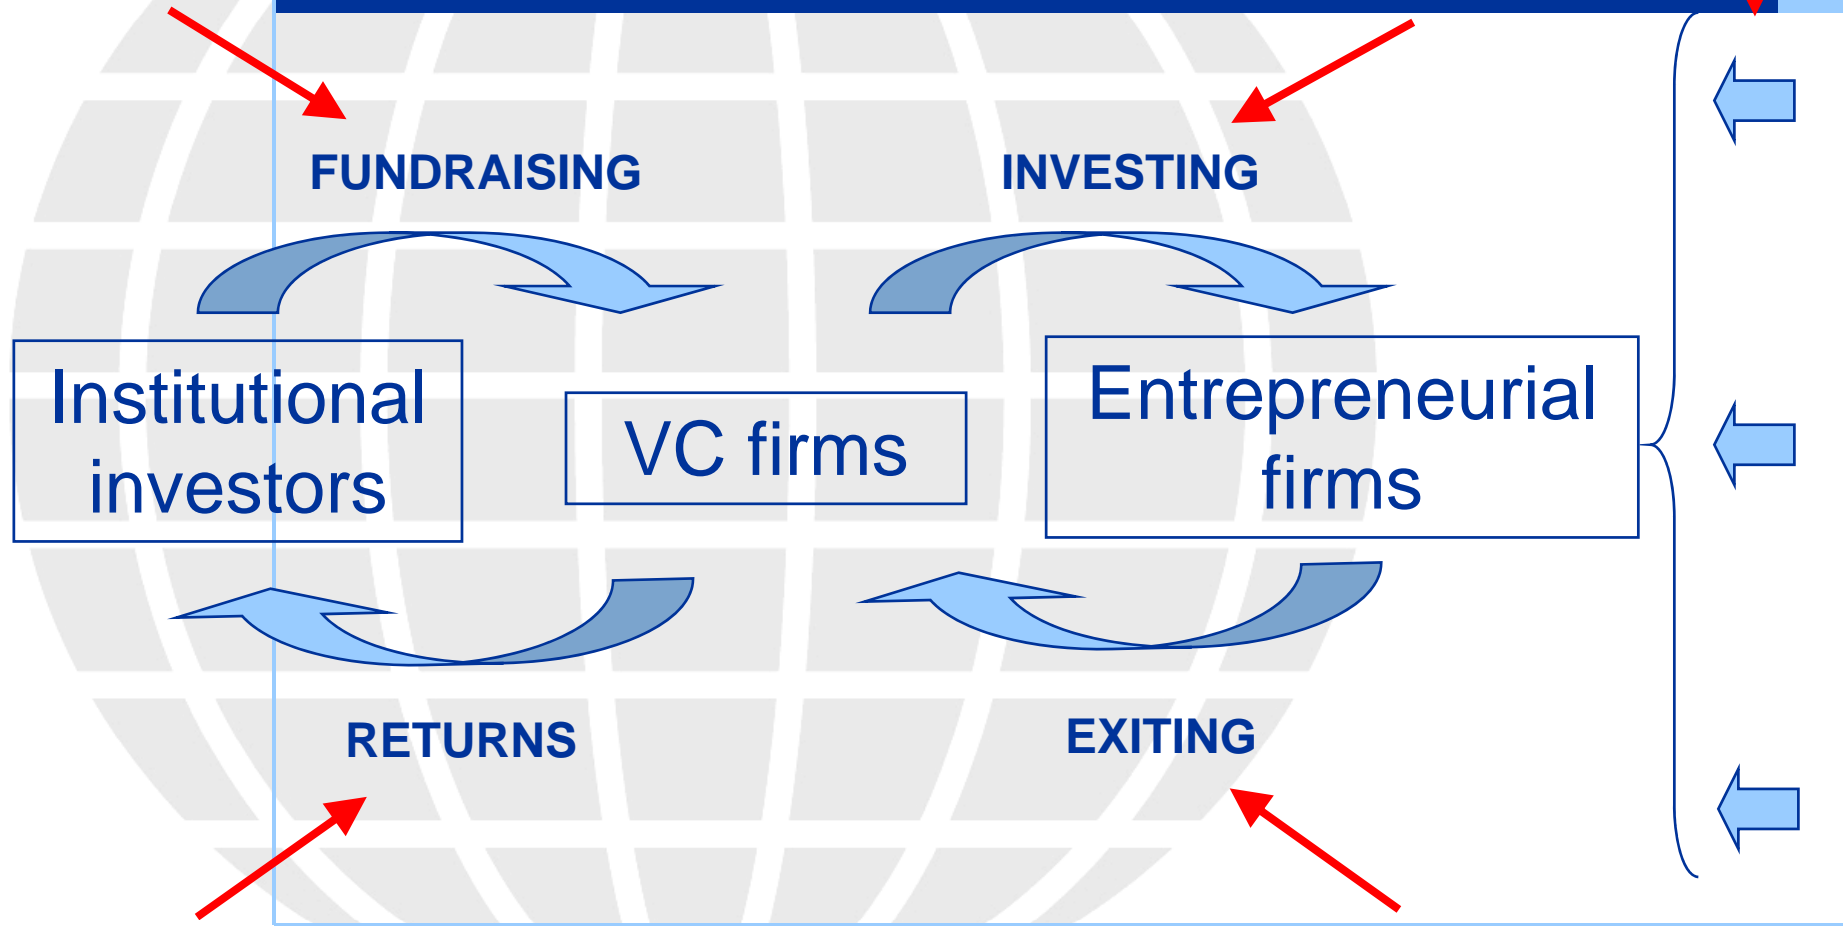 FUNDRAISING
INVESTING
Institutional
investors
VC firms
Entrepreneurial
firms
RETURNS
EXITING